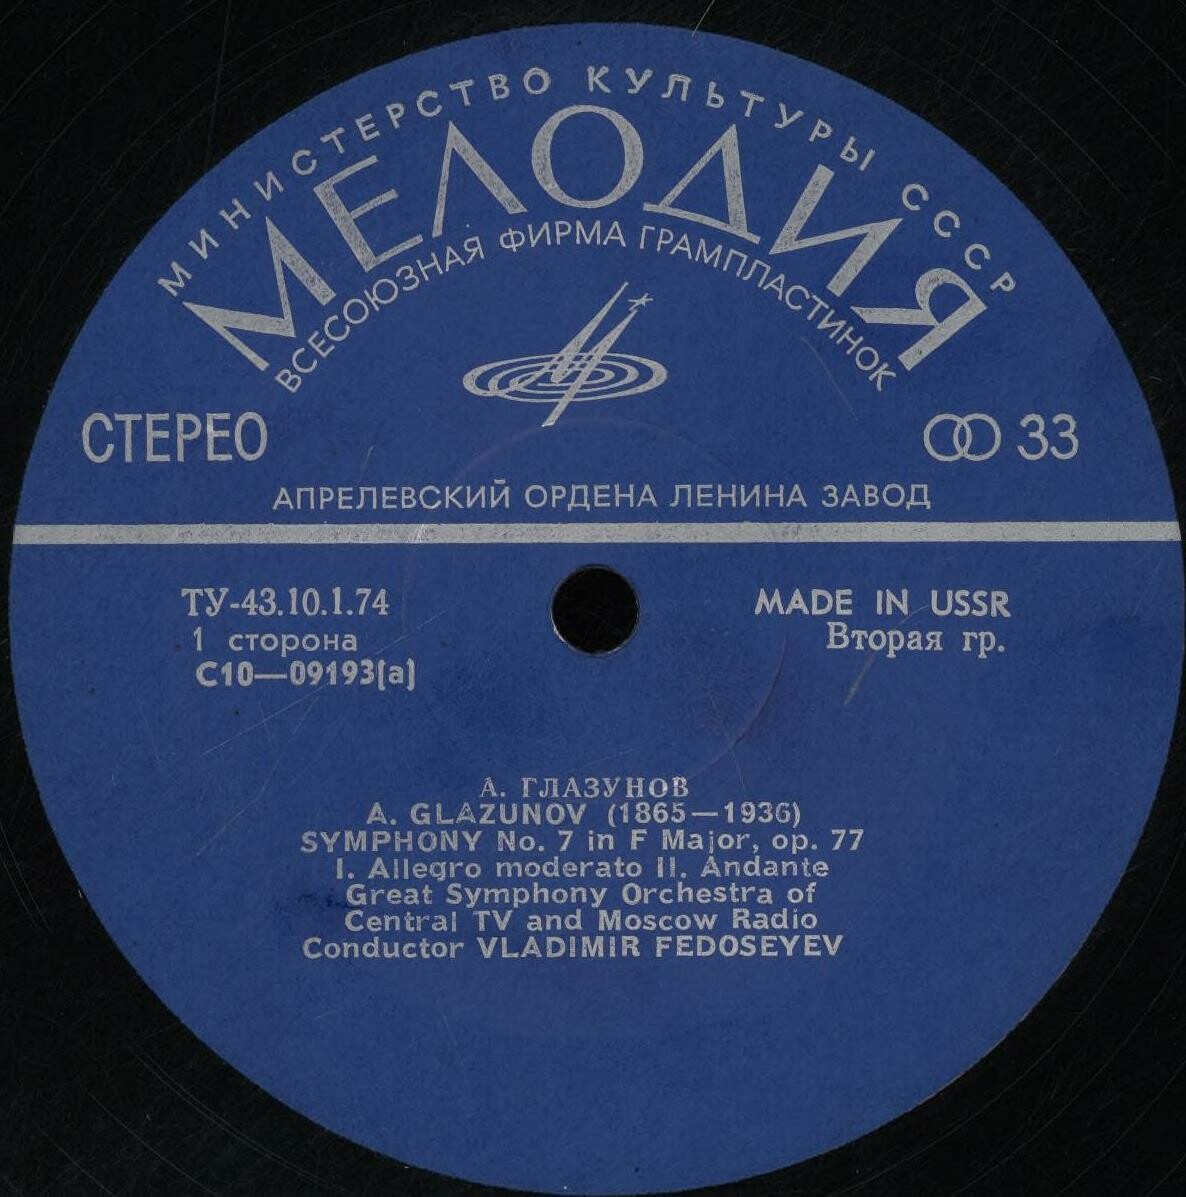 МИНИСТЕРСТВО КУЛЬТУРЫ СССР
МЕЛОДИЯ
ВСЕСОЮЗНАЯ ФИРМА ГРАМПЛАСТИНОК
СТЕРЕО
33
АПРЕЛЕВСКИЙ ОРДЕНА ЛЕНИНА ЗАВОД
ТУ-43.10.1.74
1 сторона
С10—09193(а)
MADE IN USSR
Вторая гр.
А. ГЛАЗУНОВ
A. GLAZUNOV (1865—1936)
SYMPHONY No. 7 in F Major, op. 77
I. Allegro moderato II. Andante
Great Symphony Orchestra of
Central TV and Moscow Radio
Conductor VLADIMIR FEDOSEYEV